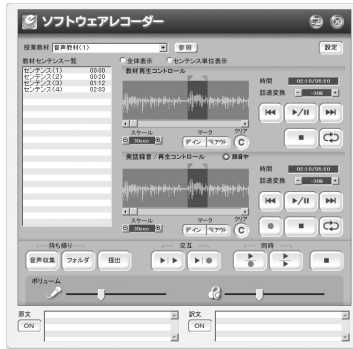 ソフトウェアレコーダー
授業教材 音声教材(1) 参照 設定
教材センテンス一覧 全体表示 センテンス単位表示
センテンス(1) 00:00
センテンス(2) 00:20
センテンス(3) 01:12
センテンス(4) 02:03
教材再生コントロール
時間 02:10/05:20
話速変換 -30%
スケール マーク クリア
30sec C
発話録音/再生コントロール 録音中
時間 02:10/05:20
話速変換 -30%
スケール マーク クリア
30sec C
持ち帰り 交互 同時
音声収集 フォルダ 提出
ボリューム
原文 訳文
ON ON